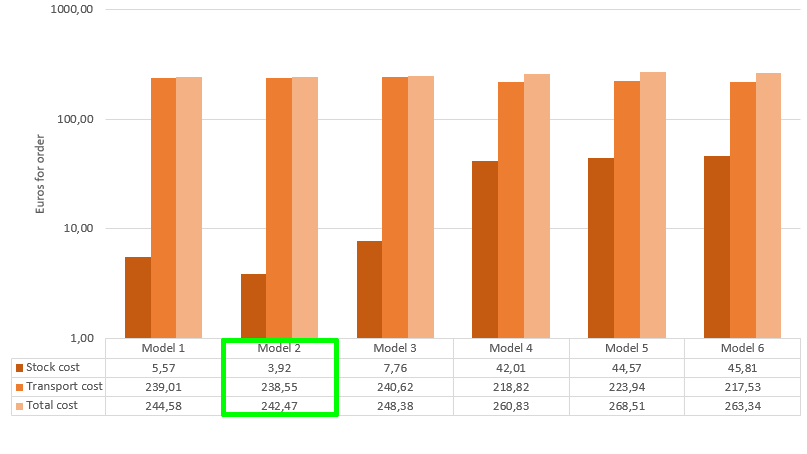 1000,00
100,00
10,00
1,00
Euros for order
Model 1 Model 2 Model 3 Model 4 Model 5 Model 6
Stock cost 5,57 3,92 7,76 42,01 44,57 45,81
Transport cost 239,01 238,55 240,62 218,82 223,94 217,53
Total cost 244,58 242,47 248,38 260,83 268,51 263,34